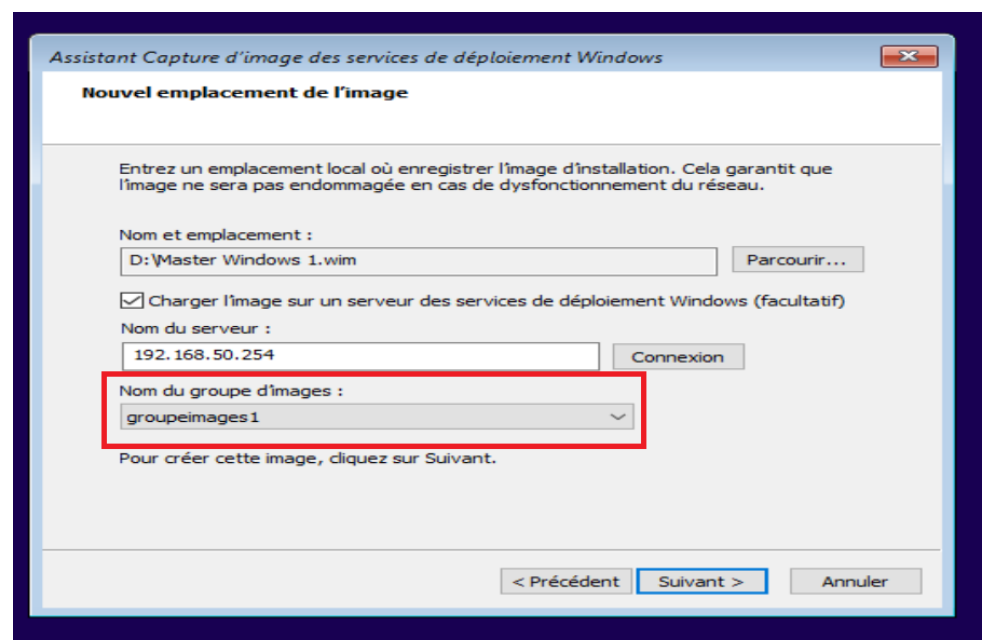 Assistant Capture d'image des services de déploiement Windows
Nouvel emplacement de l'image
Entrez un emplacement local où enregistrer l'image d'installation. Cela garantit que
l'image ne sera pas endommagée en cas de dysfonctionnement du réseau.
Nom et emplacement :
D:\Master Windows 1.wim
Parcourir...
Charger l'image sur un serveur des services de déploiement Windows (facultatif)
Nom du serveur :
192.168.50.254
Connexion
Nom du groupe d'images :
groupeimages1
Pour créer cette image, cliquez sur Suivant.
< Précédent
Suivant >
Annuler